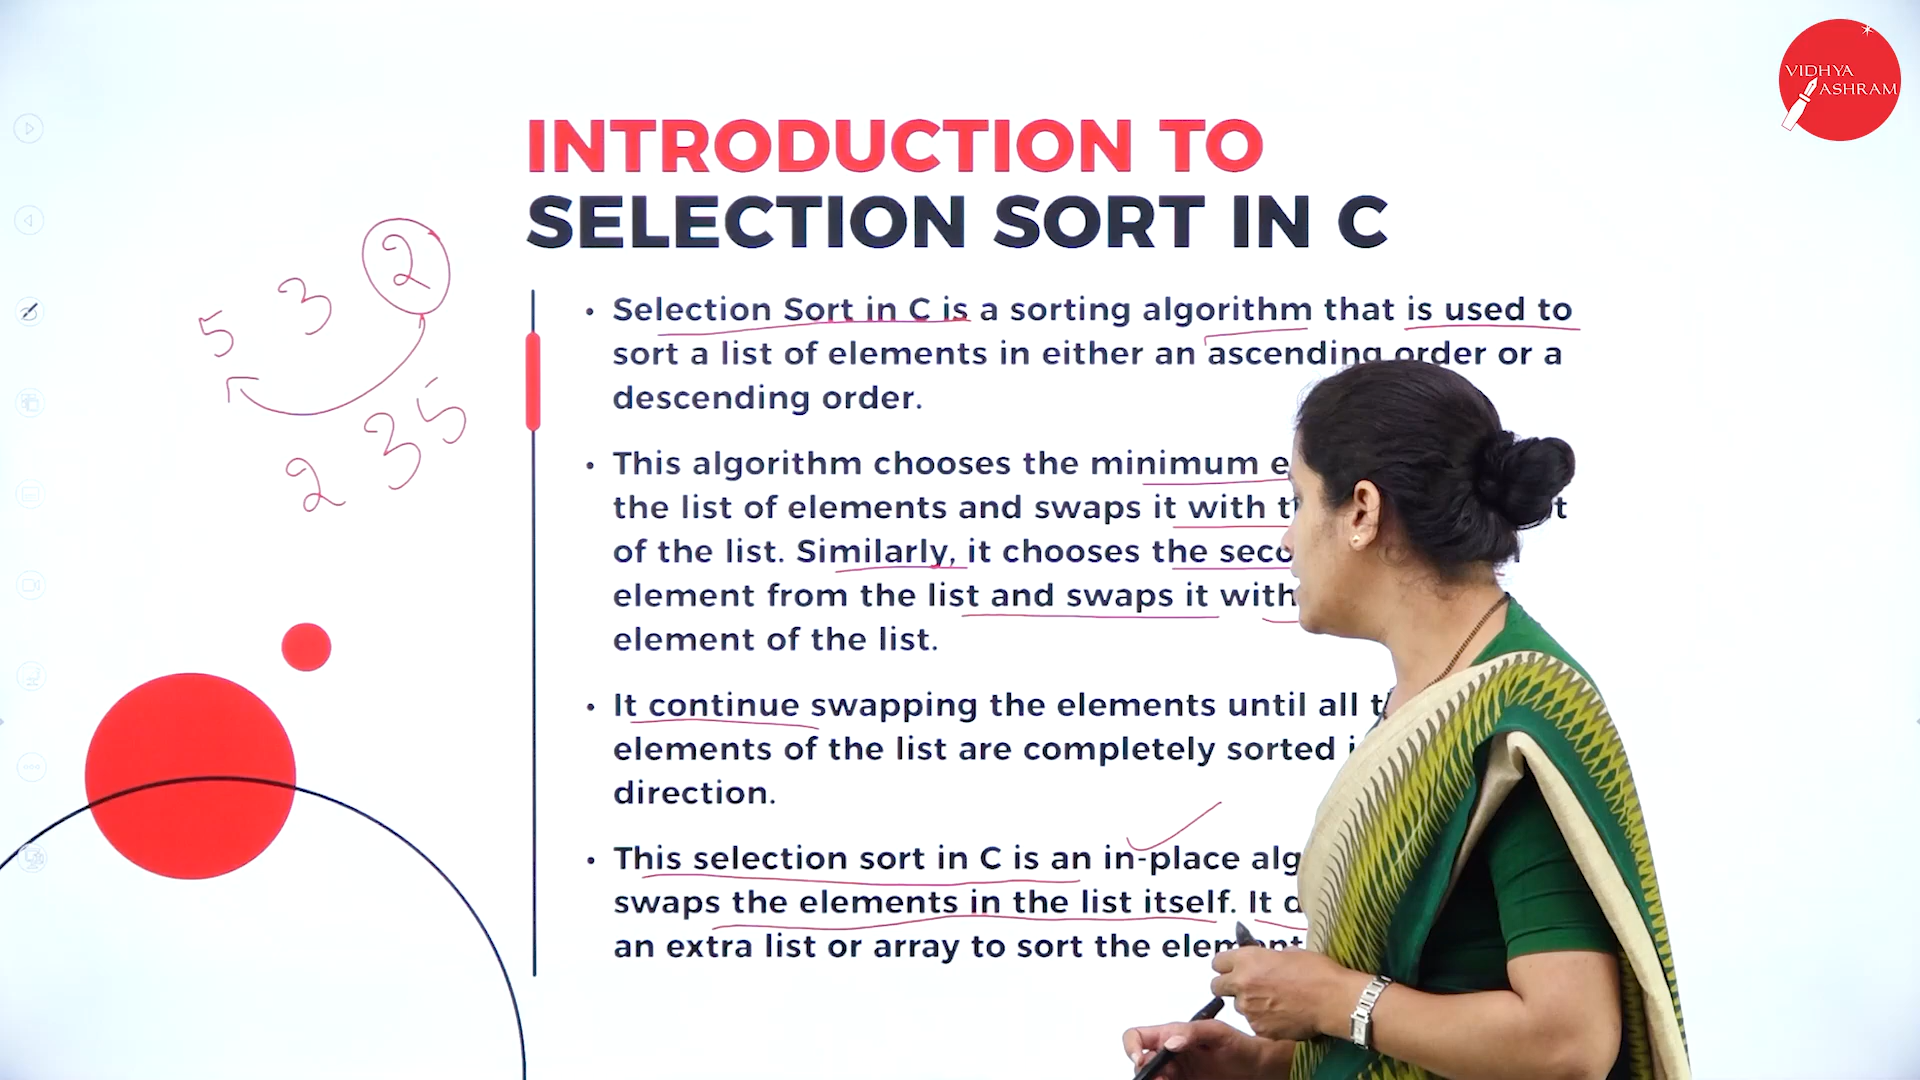 VIDHYA
ASHRAM
INTRODUCTION TO
SELECTION SORT IN C
5 3 2
2 3 5
• Selection Sort in C is a sorting algorithm that is used to
sort a list of elements in either an ascending order or a
descending order.
• This algorithm chooses the minimum
the list of elements and swaps it with
of the list. Similarly, it chooses the
element from the list and swaps it with
element of the list.
• It continue swapping the elements until all
elements of the list are completely sorted
direction.
• This selection sort in C is an in-place
swaps the elements in the list itself. It
an extra list or array to sort the